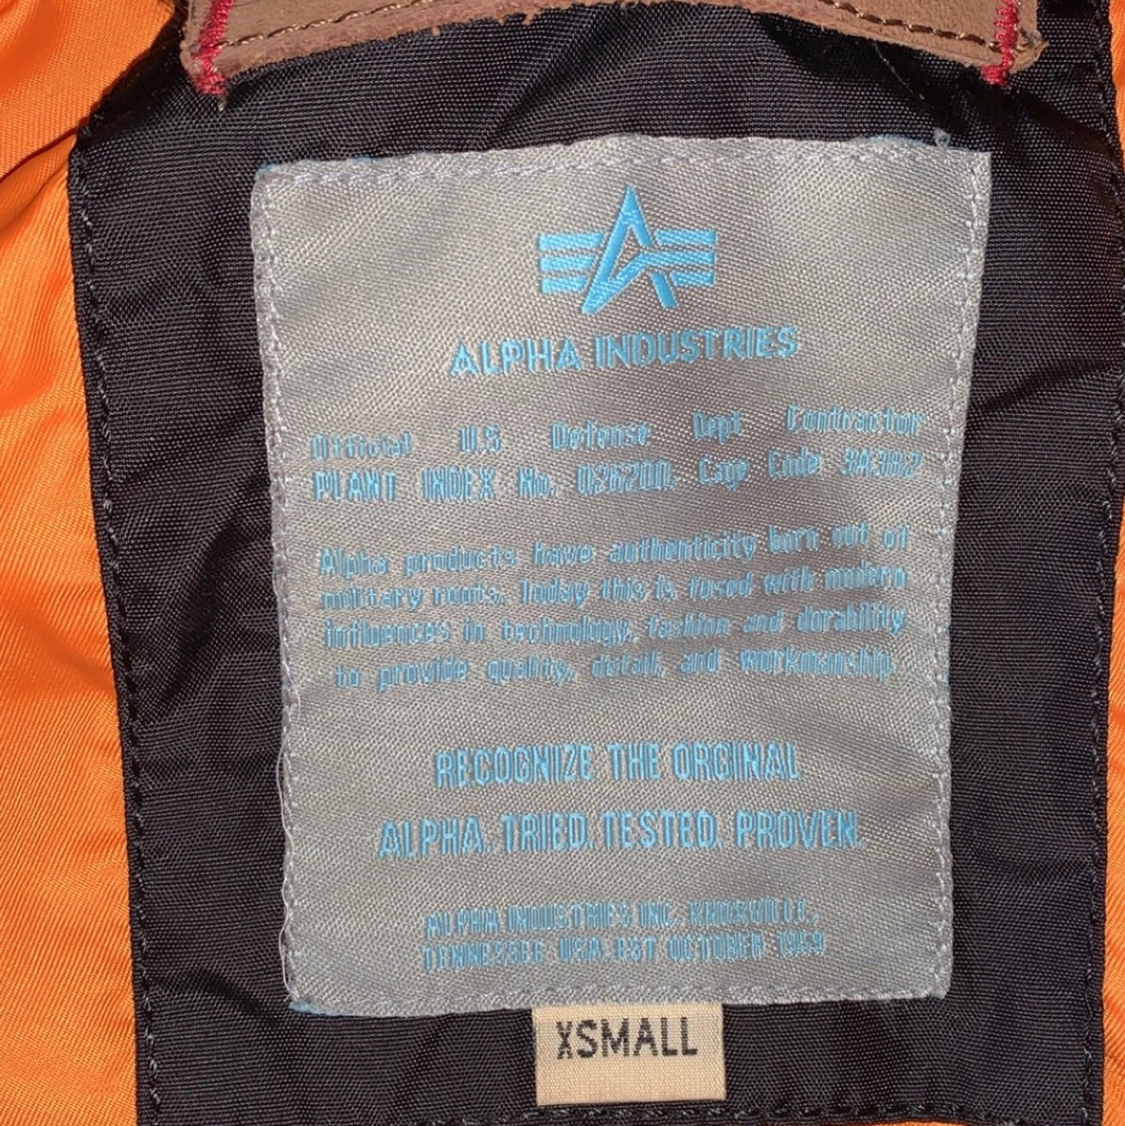 ALPHA INDUSTRIES
Official U.S Defense Dept Contractor
PLANT INDEX No. 026200. Cage Code 3A362
Alpha products have authenticity born out of
military roots. Today this is fused with modern
influences in technology, fashion and durability
to provide quality, detail, and workmanship.
RECOGNIZE THE ORGINAL
ALPHA. TRIED. TESTED. PROVEN.
ALPHA INDUSTRIES INC. KNOXVILLE,
TENNESSEE USA. EST OCTOBER 1959
XSMALL